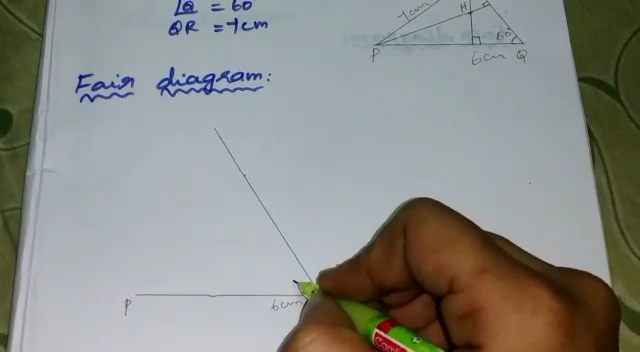 ∠Q = 60
QR = 7cm
7cm
H
60
P
6cm
Q
Fair diagram:
P
6cm